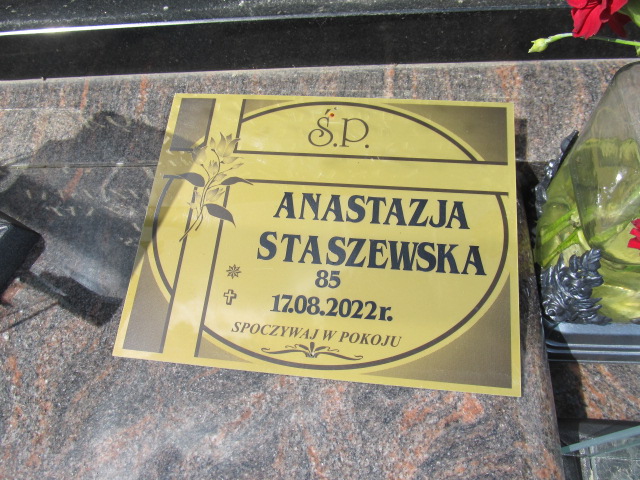 Ś.P.
ANASTAZJA
STASZEWSKA
85
17.08.2022r.
SPOCZYWAJ W POKOJU